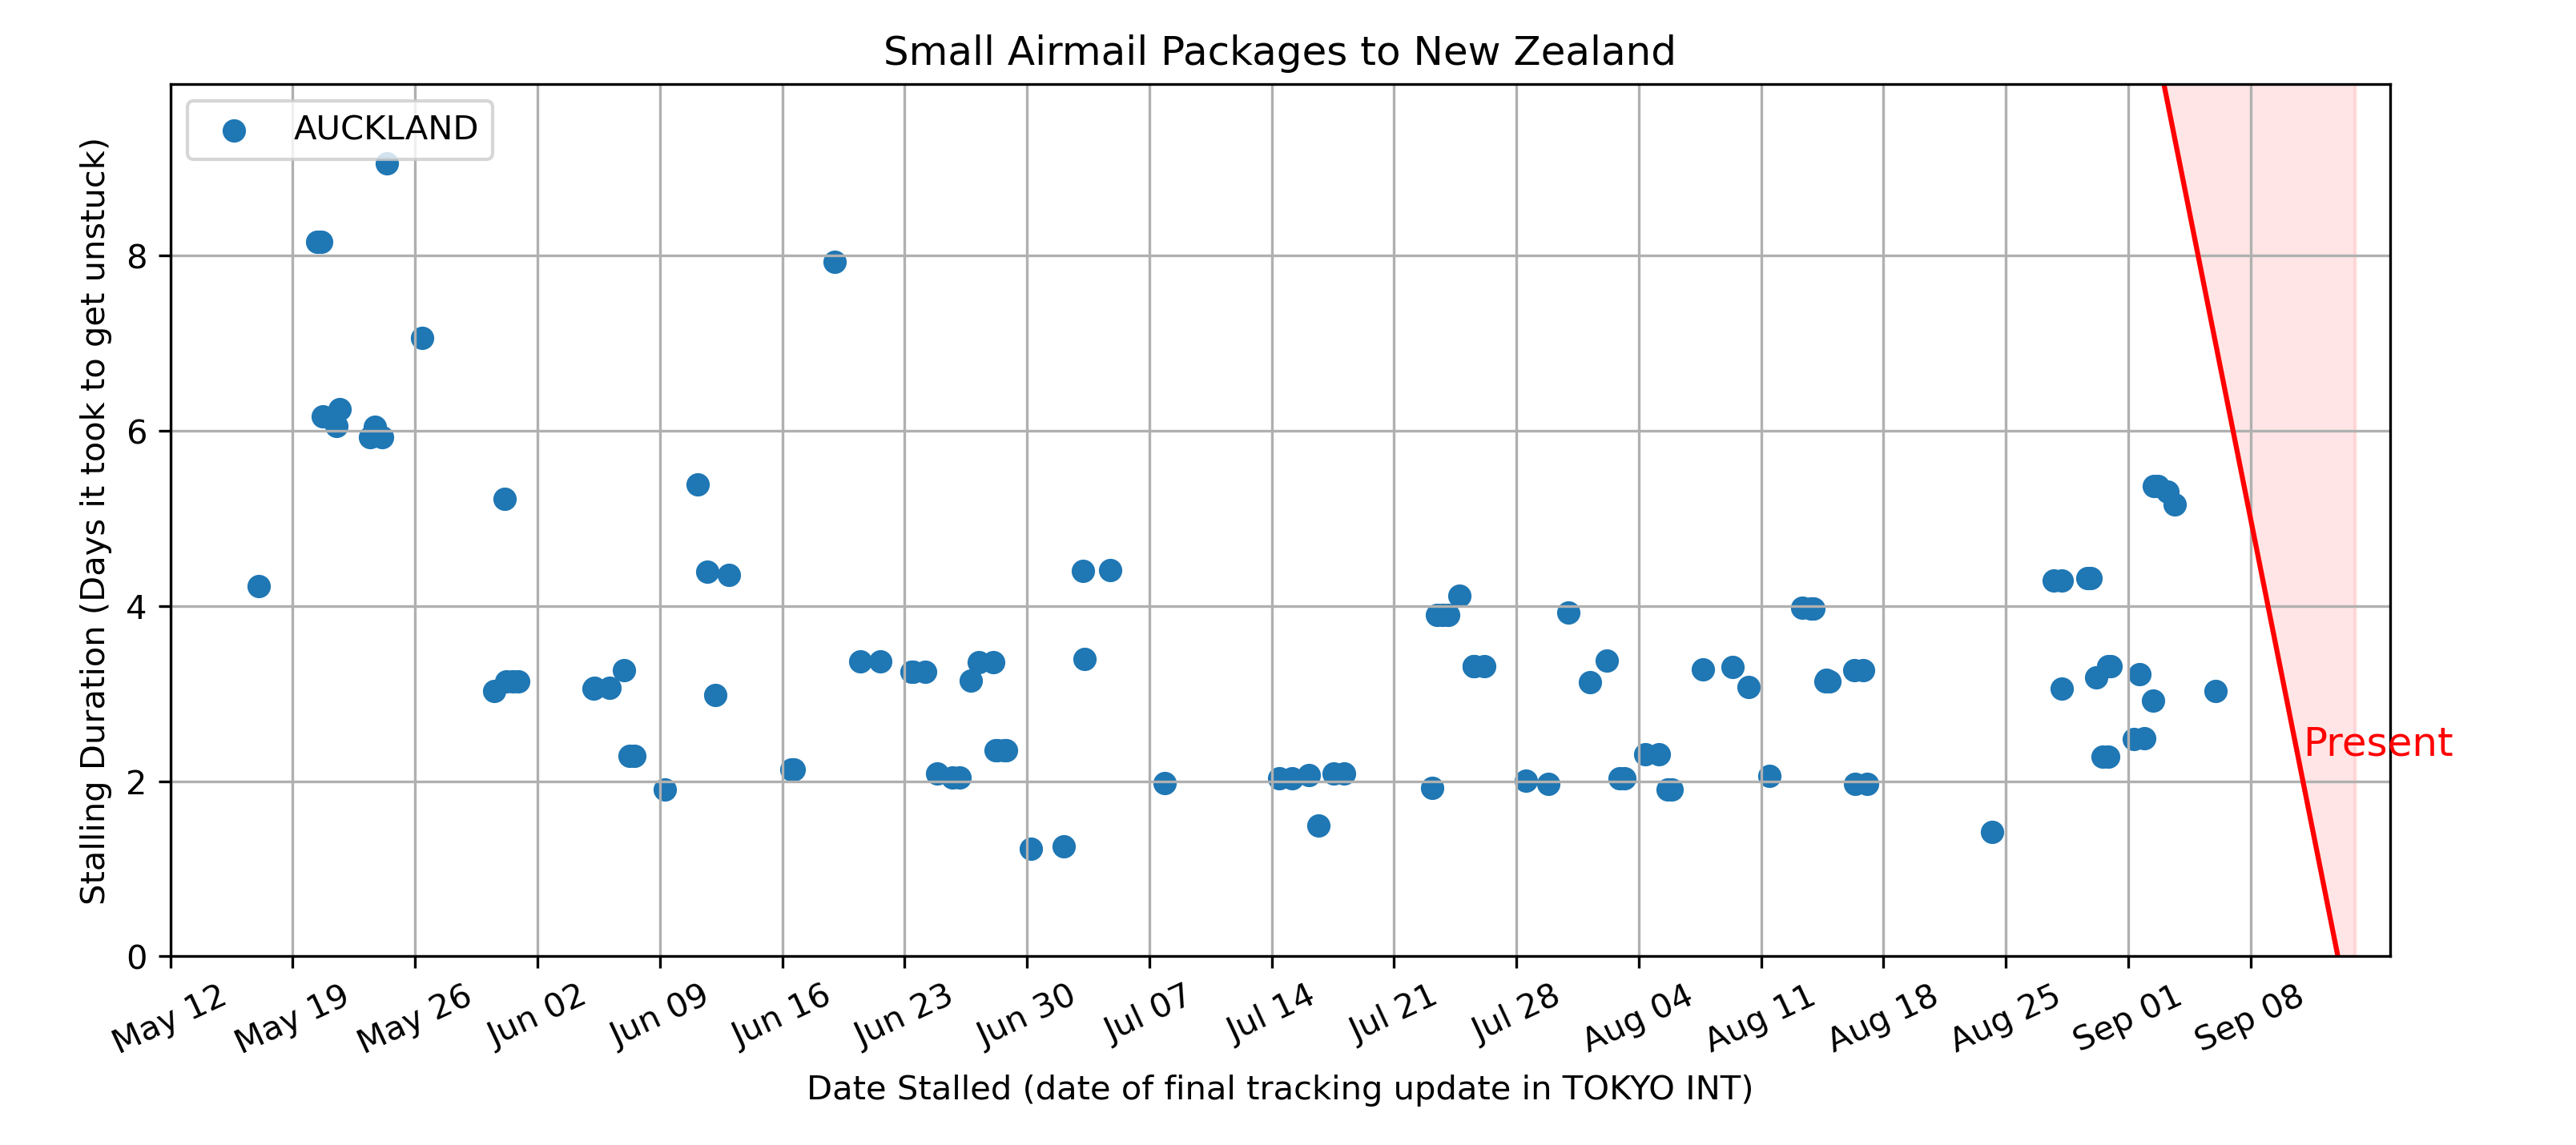 Small Airmail Packages to New Zealand
AUCKLAND
Stalling Duration (Days it took to get unstuck)
8
6
4
2
0
Present
May 12
May 19
May 26
Jun 02
Jun 09
Jun 16
Jun 23
Jun 30
Jul 07
Jul 14
Jul 21
Jul 28
Aug 04
Aug 11
Aug 18
Aug 25
Sep 01
Sep 08
Date Stalled (date of final tracking update in TOKYO INT)